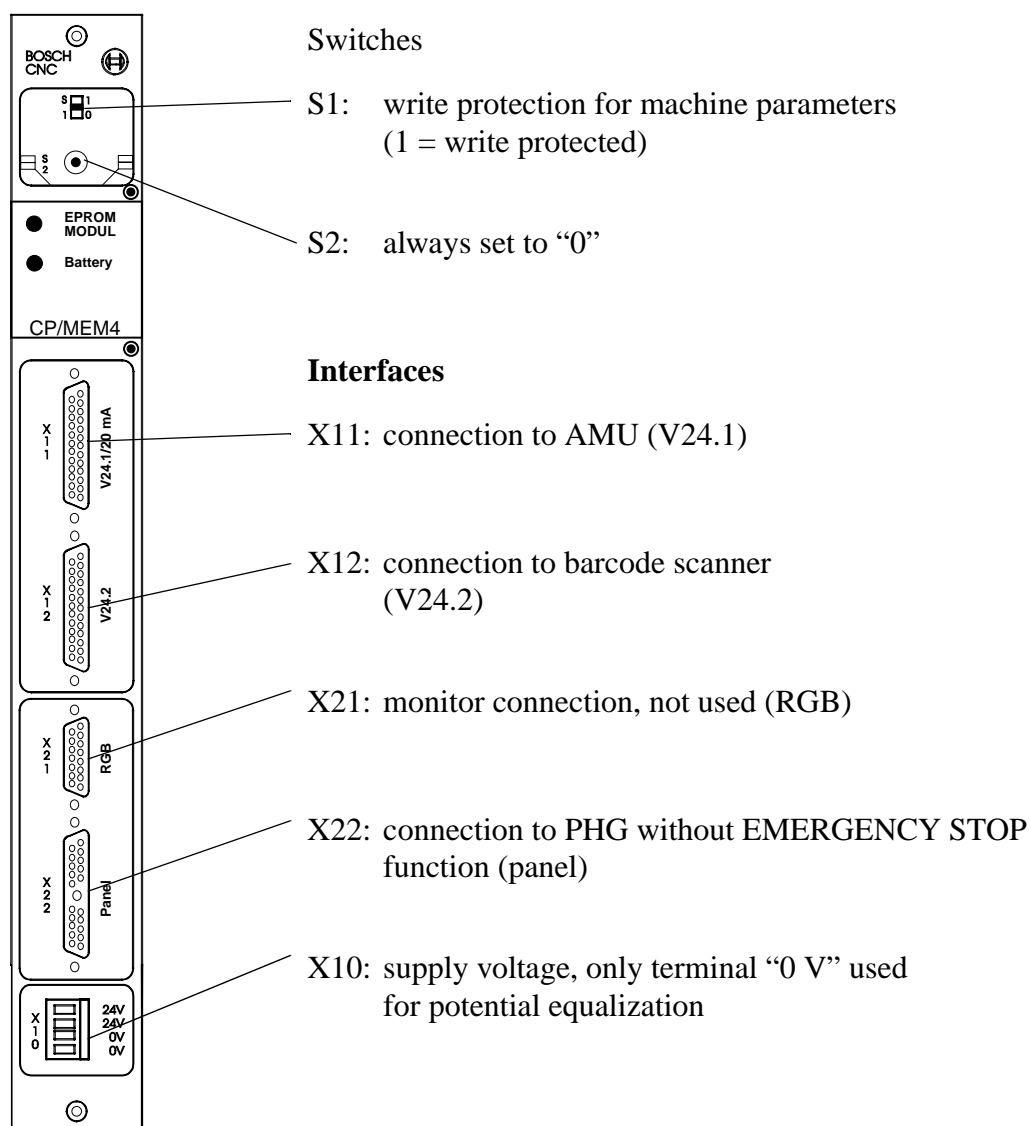 BOSCH
CNC
S 1
1 0
S
2
EPROM
MODUL
Battery
CP/MEM4
X
1
1
V24.1/20 mA
X
1
2
V24.2
X
2
1
RGB
X
2
2
Panel
X
1
0
24V
24V
0V
0V
Switches
S1: write protection for machine parameters
(1 = write protected)
S2: always set to “0”
Interfaces
X11: connection to AMU (V24.1)
X12: connection to barcode scanner
(V24.2)
X21: monitor connection, not used (RGB)
X22: connection to PHG without EMERGENCY STOP
function (panel)
X10: supply voltage, only terminal “0 V” used
for potential equalization